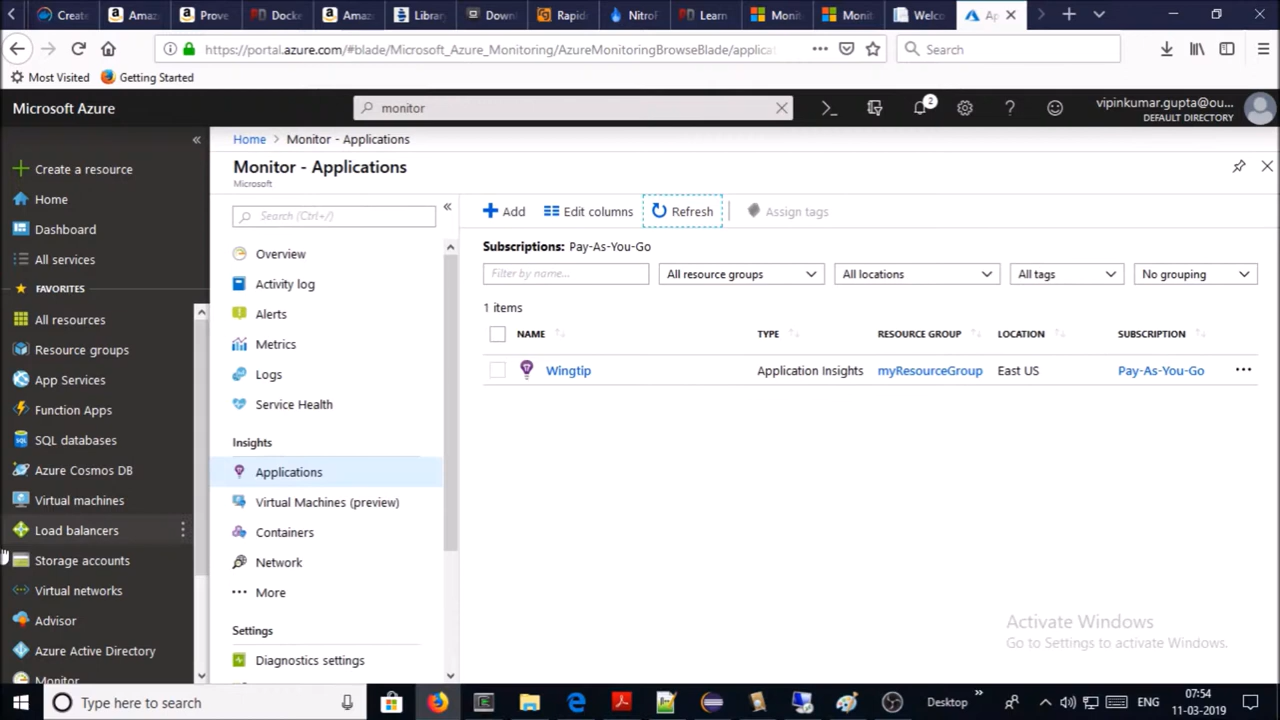 Create
Amaz
Prove
Docke
Amaz
Library
Down
Rapid
NitroF
Learn
Monit
Monit
Welco
Ap
https://portal.azure.com/#blade/Microsoft_Azure_Monitoring/AzureMonitoringBrowseBlade/applica
Search
Most Visited
Getting Started
Microsoft Azure
monitor
2
vipinkumar.gupta@ou...
DEFAULT DIRECTORY
Create a resource
Home
Dashboard
All services
FAVORITES
All resources
Resource groups
App Services
Function Apps
SQL databases
Azure Cosmos DB
Virtual machines
Load balancers
Storage accounts
Virtual networks
Advisor
Azure Active Directory
Monitor
Home > Monitor - Applications
Monitor - Applications
Microsoft
Search (Ctrl+/)
Overview
Activity log
Alerts
Metrics
Logs
Service Health
Insights
Applications
Virtual Machines (preview)
Containers
Network
More
Settings
Diagnostics settings
Add
Edit columns
Refresh
Assign tags
Subscriptions: Pay-As-You-Go
Filter by name...
All resource groups
All locations
All tags
No grouping
1 items
NAME TYPE RESOURCE GROUP LOCATION SUBSCRIPTION
Wingtip Application Insights myResourceGroup East US Pay-As-You-Go
Activate Windows
Go to Settings to activate Windows.
Type here to search
Desktop
ENG
07:54
11-03-2019